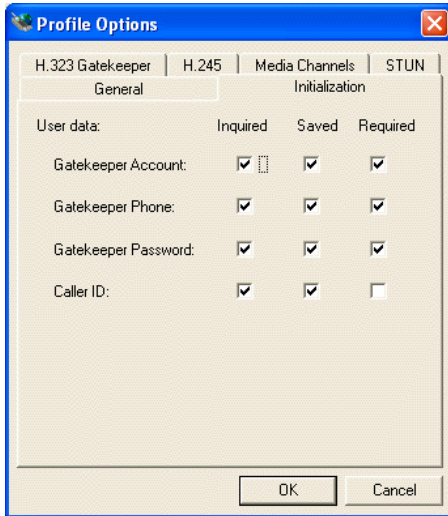 Profile Options
H.323 Gatekeeper H.245 Media Channels STUN
General Initialization
User data: Inquired Saved Required
Gatekeeper Account:
Gatekeeper Phone:
Gatekeeper Password:
Caller ID:
OK Cancel